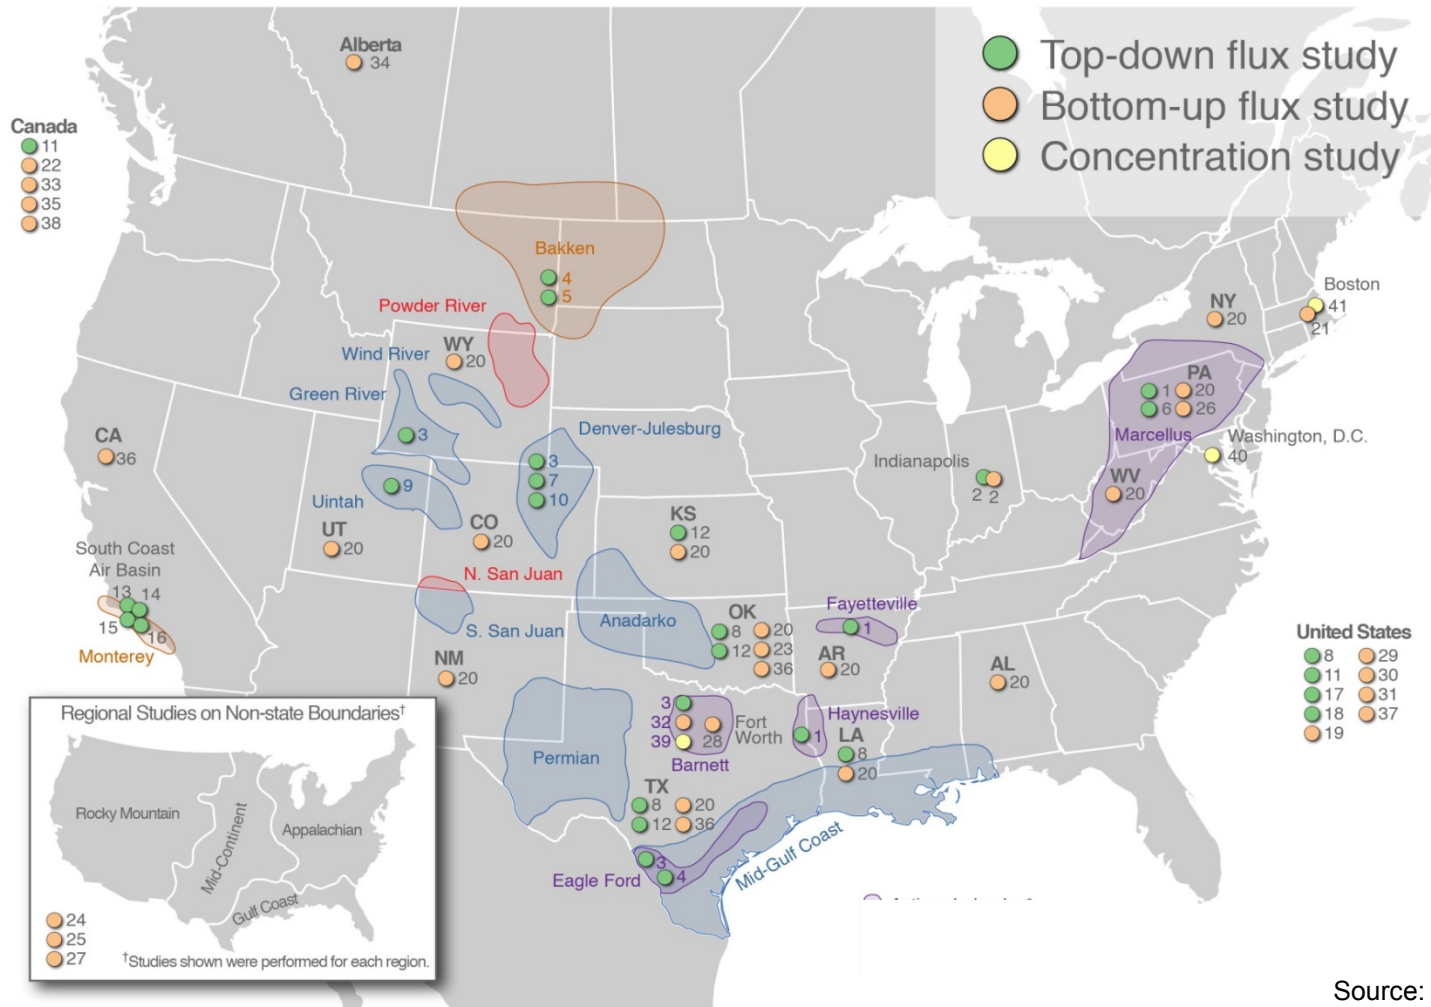 Top-down flux study
Bottom-up flux study
Concentration study
Alberta
34
Canada
11
22
33
35
38
Bakken
4
5
Powder River
WY
20
Wind River
Green River
3
Denver-Julesburg
3
7
10
Uintah
9
CA
36
UT
20
CO
20
KS
12
20
N. San Juan
S. San Juan
NM
20
South Coast
Air Basin
13 14
15 16
Monterey
Anadarko
OK
8 20
12 23
36
Fayetteville
1
AR
20
AL
20
Haynesville
1
LA
8
20
3
32
39
28
Fort
Worth
Barnett
Permian
TX
8 20
12 36
3
4
Eagle Ford
Mid-Gulf Coast
Indianapolis
2 2
NY
20
Boston
41
21
PA
1 20
6 26
Marcellus
WV
20
Washington, D.C.
40
United States
8 29
11 30
17 31
18 37
19
Regional Studies on Non-state Boundaries†
Rocky Mountain
Mid-Continent
Appalachian
Gulf Coast
24
25
27
†Studies shown were performed for each region.
Source: